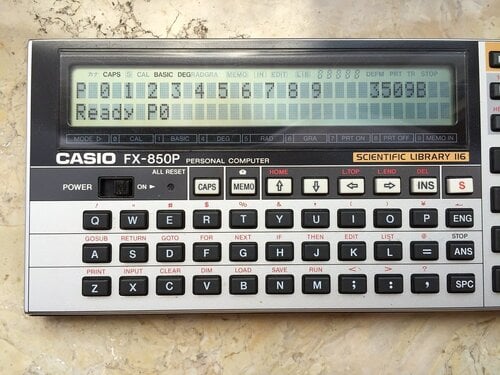 カナ CAPS S CAL BASIC DEG RAD GRA MEMO IN EDIT LIB DEFM PRT TR STOP
P 0 1 2 3 4 5 6 7 8 9 3509B
Ready P0
MODE ▷ 0 CAL 1 BASIC 4 DEG 5 RAD 6 GRA 7 PRT ON 8 PRT OFF 9 MEMO IN
CASIO FX-850P PERSONAL COMPUTER SCIENTIFIC LIBRARY 116
ALL RESET HOME L.TOP L.END DEL
POWER ON ▶ CAPS MEMO ⇧ ⇩ ⇦ ⇨ INS S
! " # $ % &
Q W E R T Y U I O ¥ ENG
GOSUB RETURN GOTO FOR NEXT IF THEN EDIT LIST @ STOP
A S D F G H J K L = ANS
PRINT INPUT CLEAR DIM LOAD SAVE RUN < >
Z X C V B N M ; : , SPC